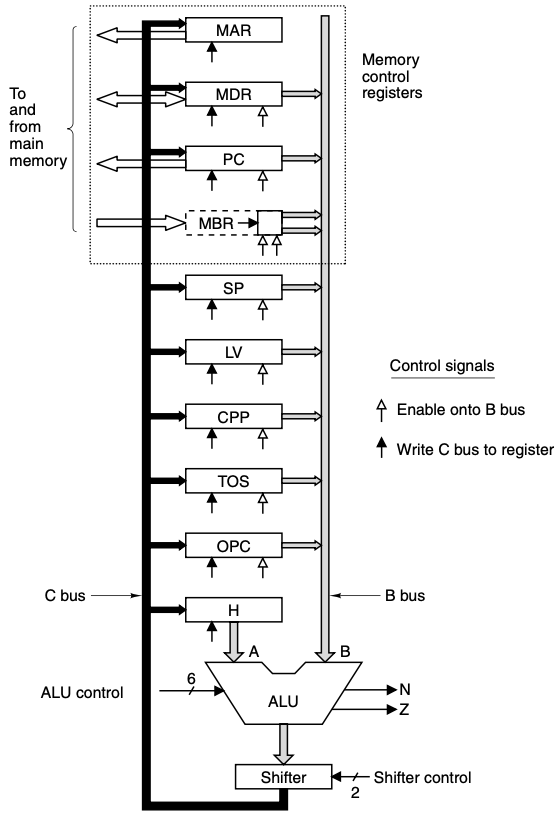 MAR
To
and
from
main
memory
Memory
control
registers
MDR
PC
MBR
SP
LV
Control signals
Enable onto B bus
Write C bus to register
CPP
TOS
OPC
C bus
B bus
H
A
B
6
ALU control
ALU
N
Z
Shifter
Shifter control
2